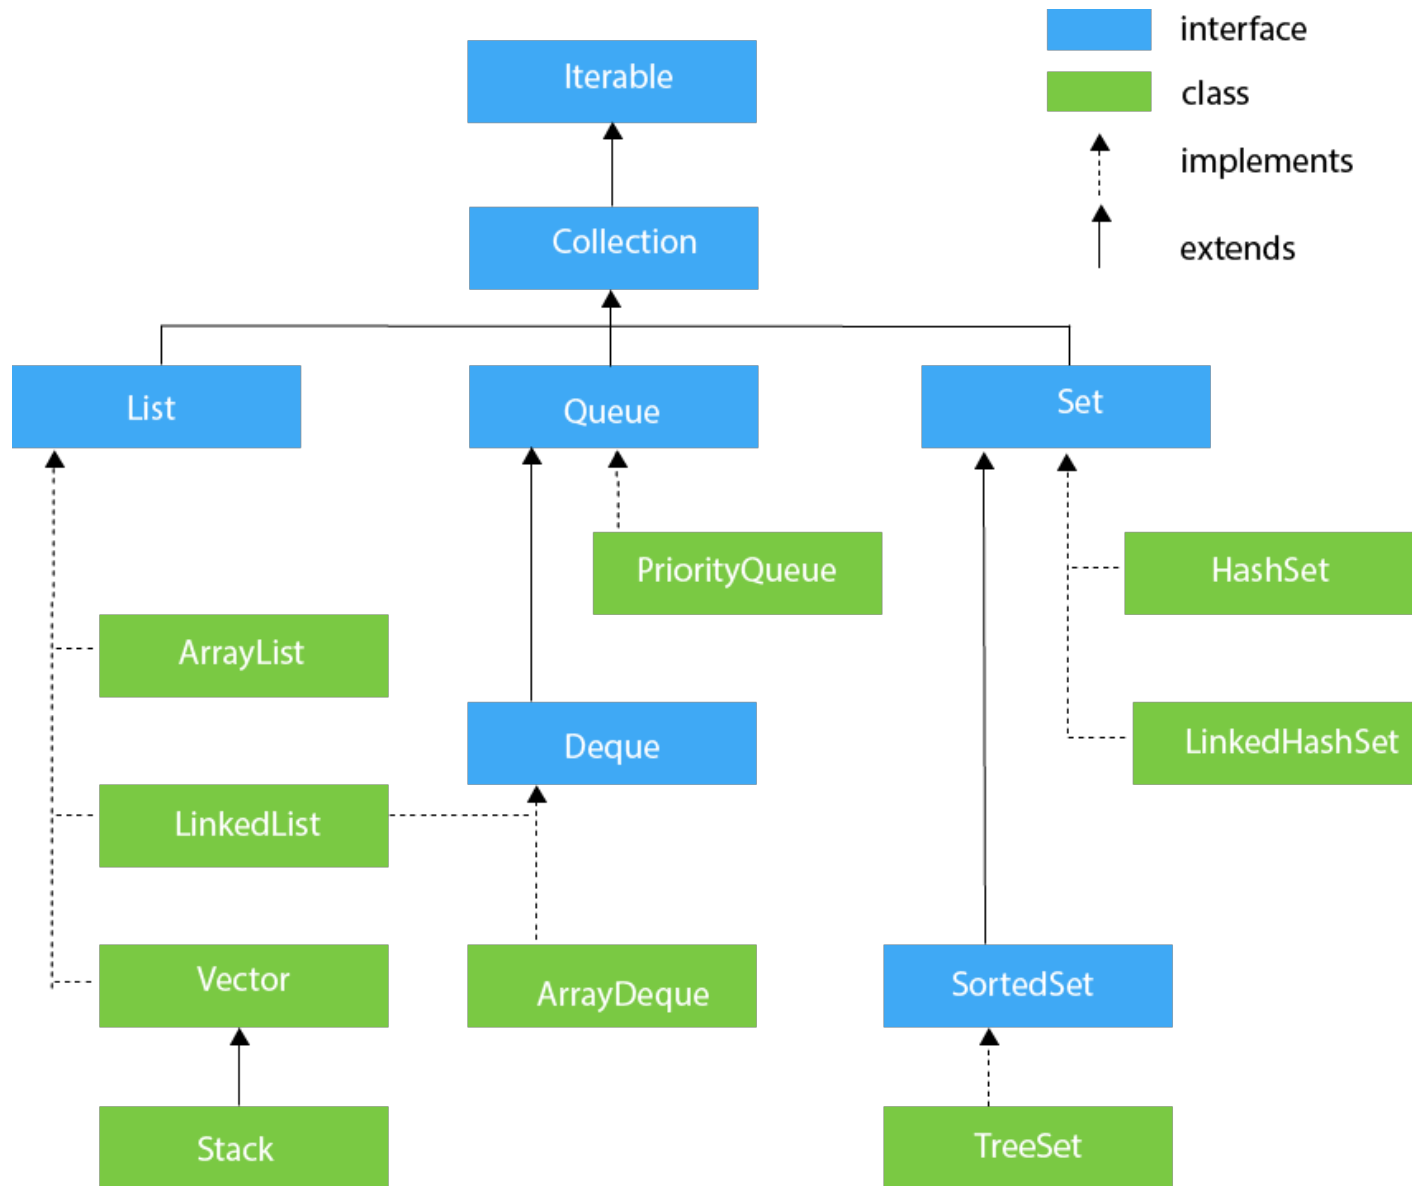 interface
Iterable
class
implements
Collection
extends
List
Queue
Set
PriorityQueue
HashSet
ArrayList
Deque
LinkedHashSet
LinkedList
Vector
ArrayDeque
SortedSet
Stack
TreeSet